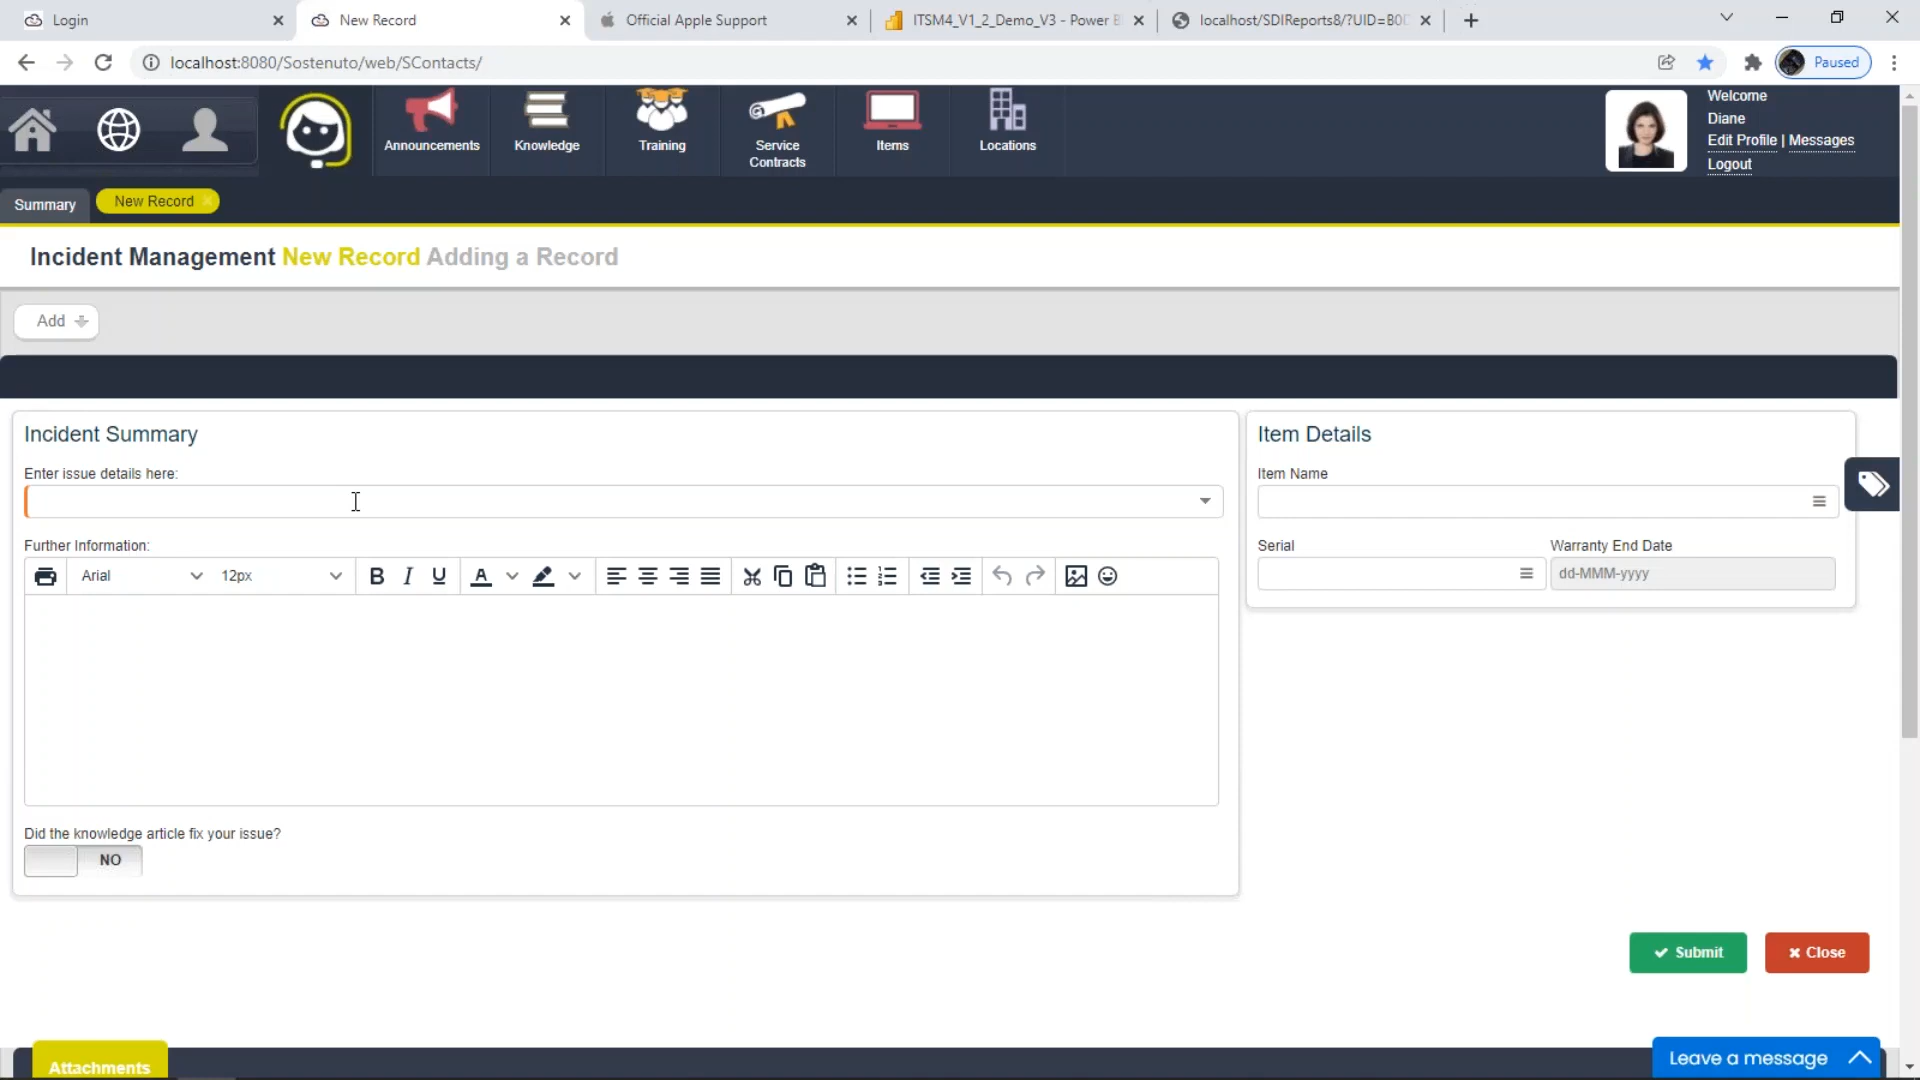 Login
New Record
Official Apple Support
ITSM4_V1_2_Demo_V3 - Power B
localhost/SDIReports8/?UID=B0D
localhost:8080/Sostenuto/web/SContacts/
Paused
Announcements
Knowledge
Training
Service
Contracts
Items
Locations
Welcome
Diane
Edit Profile | Messages
Logout
Summary
New Record
Incident Management New Record Adding a Record
Add
Incident Summary
Enter issue details here:
Further Information:
Arial
12px
B I U A
Did the knowledge article fix your issue?
NO
Item Details
Item Name
Serial
Warranty End Date
dd-MMM-yyyy
Submit
Close
Attachments
Leave a message